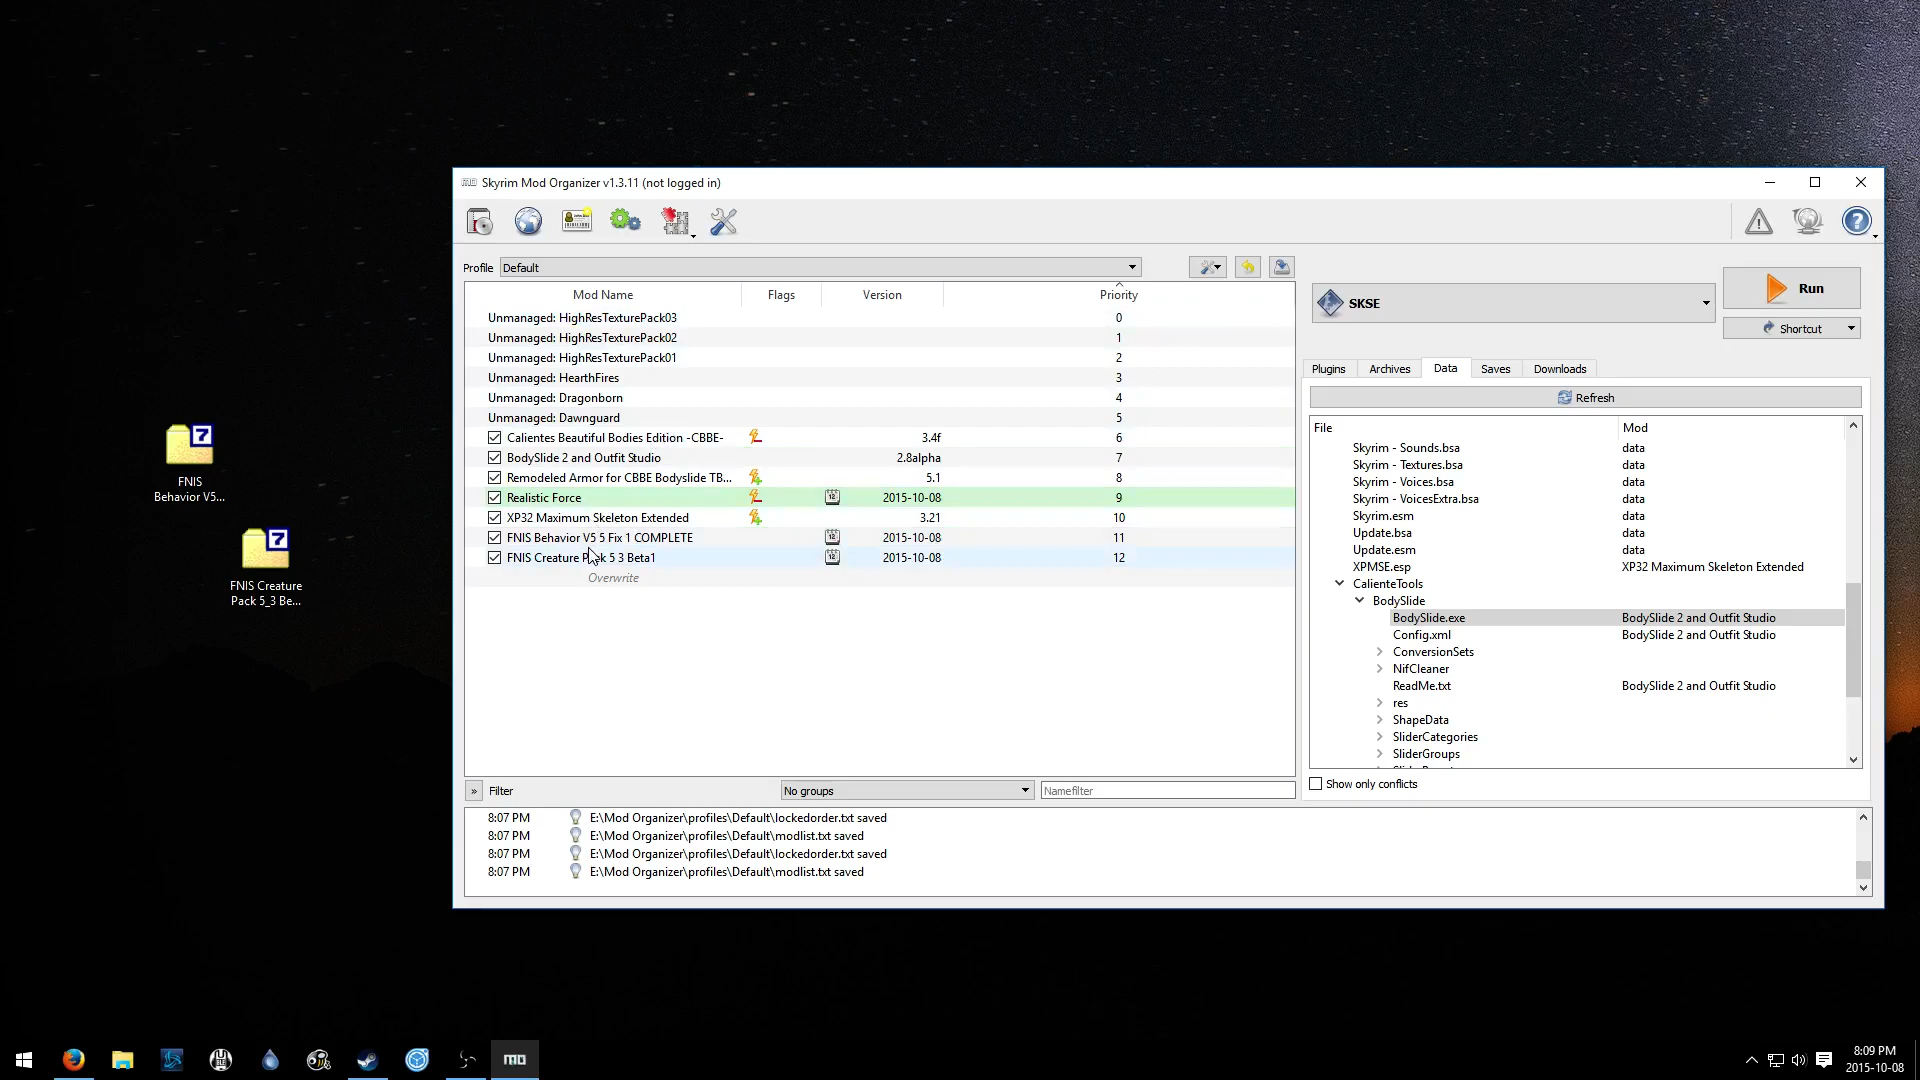 7
FNIS
Behavior V5...
7
FNIS Creature
Pack 5_3 Be...
MO Skyrim Mod Organizer v1.3.11 (not logged in)
Profile Default
Mod Name Flags Version Priority
Unmanaged: HighResTexturePack03 0
Unmanaged: HighResTexturePack02 1
Unmanaged: HighResTexturePack01 2
Unmanaged: HearthFires 3
Unmanaged: Dragonborn 4
Unmanaged: Dawnguard 5
Calientes Beautiful Bodies Edition -CBBE- 3.4f 6
BodySlide 2 and Outfit Studio 2.8alpha 7
Remodeled Armor for CBBE Bodyslide TB... 5.1 8
Realistic Force 12 2015-10-08 9
XP32 Maximum Skeleton Extended 3.21 10
FNIS Behavior V5 5 Fix 1 COMPLETE 12 2015-10-08 11
FNIS Creature Pack 5 3 Beta1 12 2015-10-08 12
Overwrite
» Filter No groups Namefilter
8:07 PM E:\Mod Organizer\profiles\Default\lockedorder.txt saved
8:07 PM E:\Mod Organizer\profiles\Default\modlist.txt saved
8:07 PM E:\Mod Organizer\profiles\Default\lockedorder.txt saved
8:07 PM E:\Mod Organizer\profiles\Default\modlist.txt saved
SKSE
Run
Shortcut
Plugins Archives Data Saves Downloads
Refresh
File Mod
Skyrim - Sounds.bsa data
Skyrim - Textures.bsa data
Skyrim - Voices.bsa data
Skyrim - VoicesExtra.bsa data
Skyrim.esm data
Update.bsa data
Update.esm data
XPMSE.esp XP32 Maximum Skeleton Extended
CalienteTools
BodySlide
BodySlide.exe BodySlide 2 and Outfit Studio
Config.xml BodySlide 2 and Outfit Studio
ConversionSets
NifCleaner
ReadMe.txt BodySlide 2 and Outfit Studio
res
ShapeData
SliderCategories
SliderGroups
Show only conflicts
MO
8:09 PM
2015-10-08